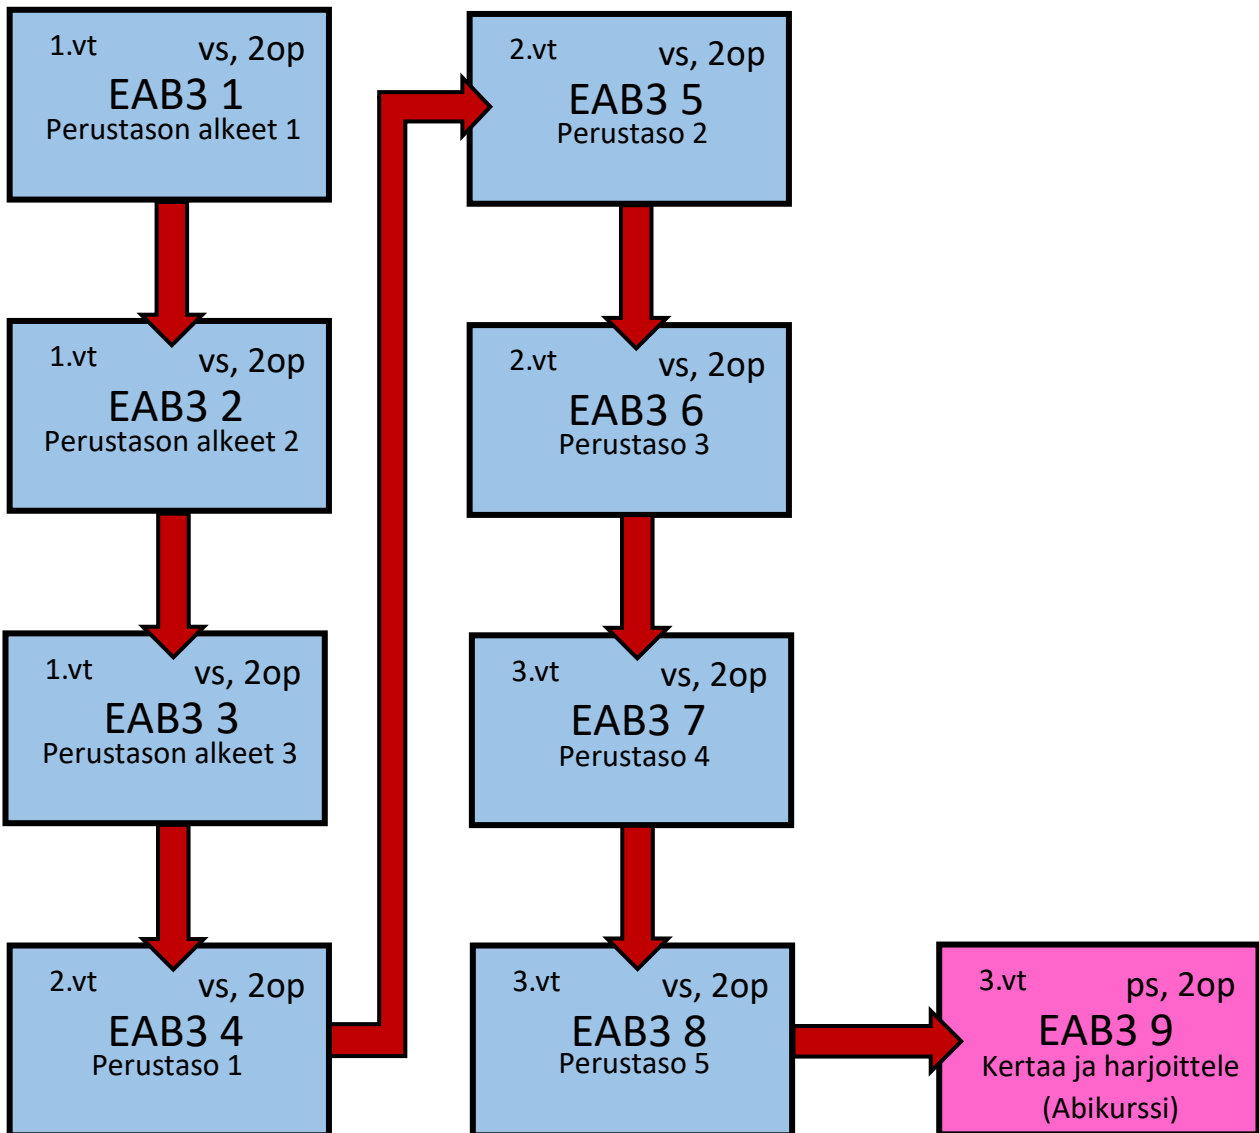 1.vt vs, 2op
EAB3 1
Perustason alkeet 1
1.vt vs, 2op
EAB3 2
Perustason alkeet 2
1.vt vs, 2op
EAB3 3
Perustason alkeet 3
2.vt vs, 2op
EAB3 4
Perustaso 1
2.vt vs, 2op
EAB3 5
Perustaso 2
2.vt vs, 2op
EAB3 6
Perustaso 3
3.vt vs, 2op
EAB3 7
Perustaso 4
3.vt vs, 2op
EAB3 8
Perustaso 5
3.vt ps, 2op
EAB3 9
Kertaa ja harjoittele
(Abikurssi)